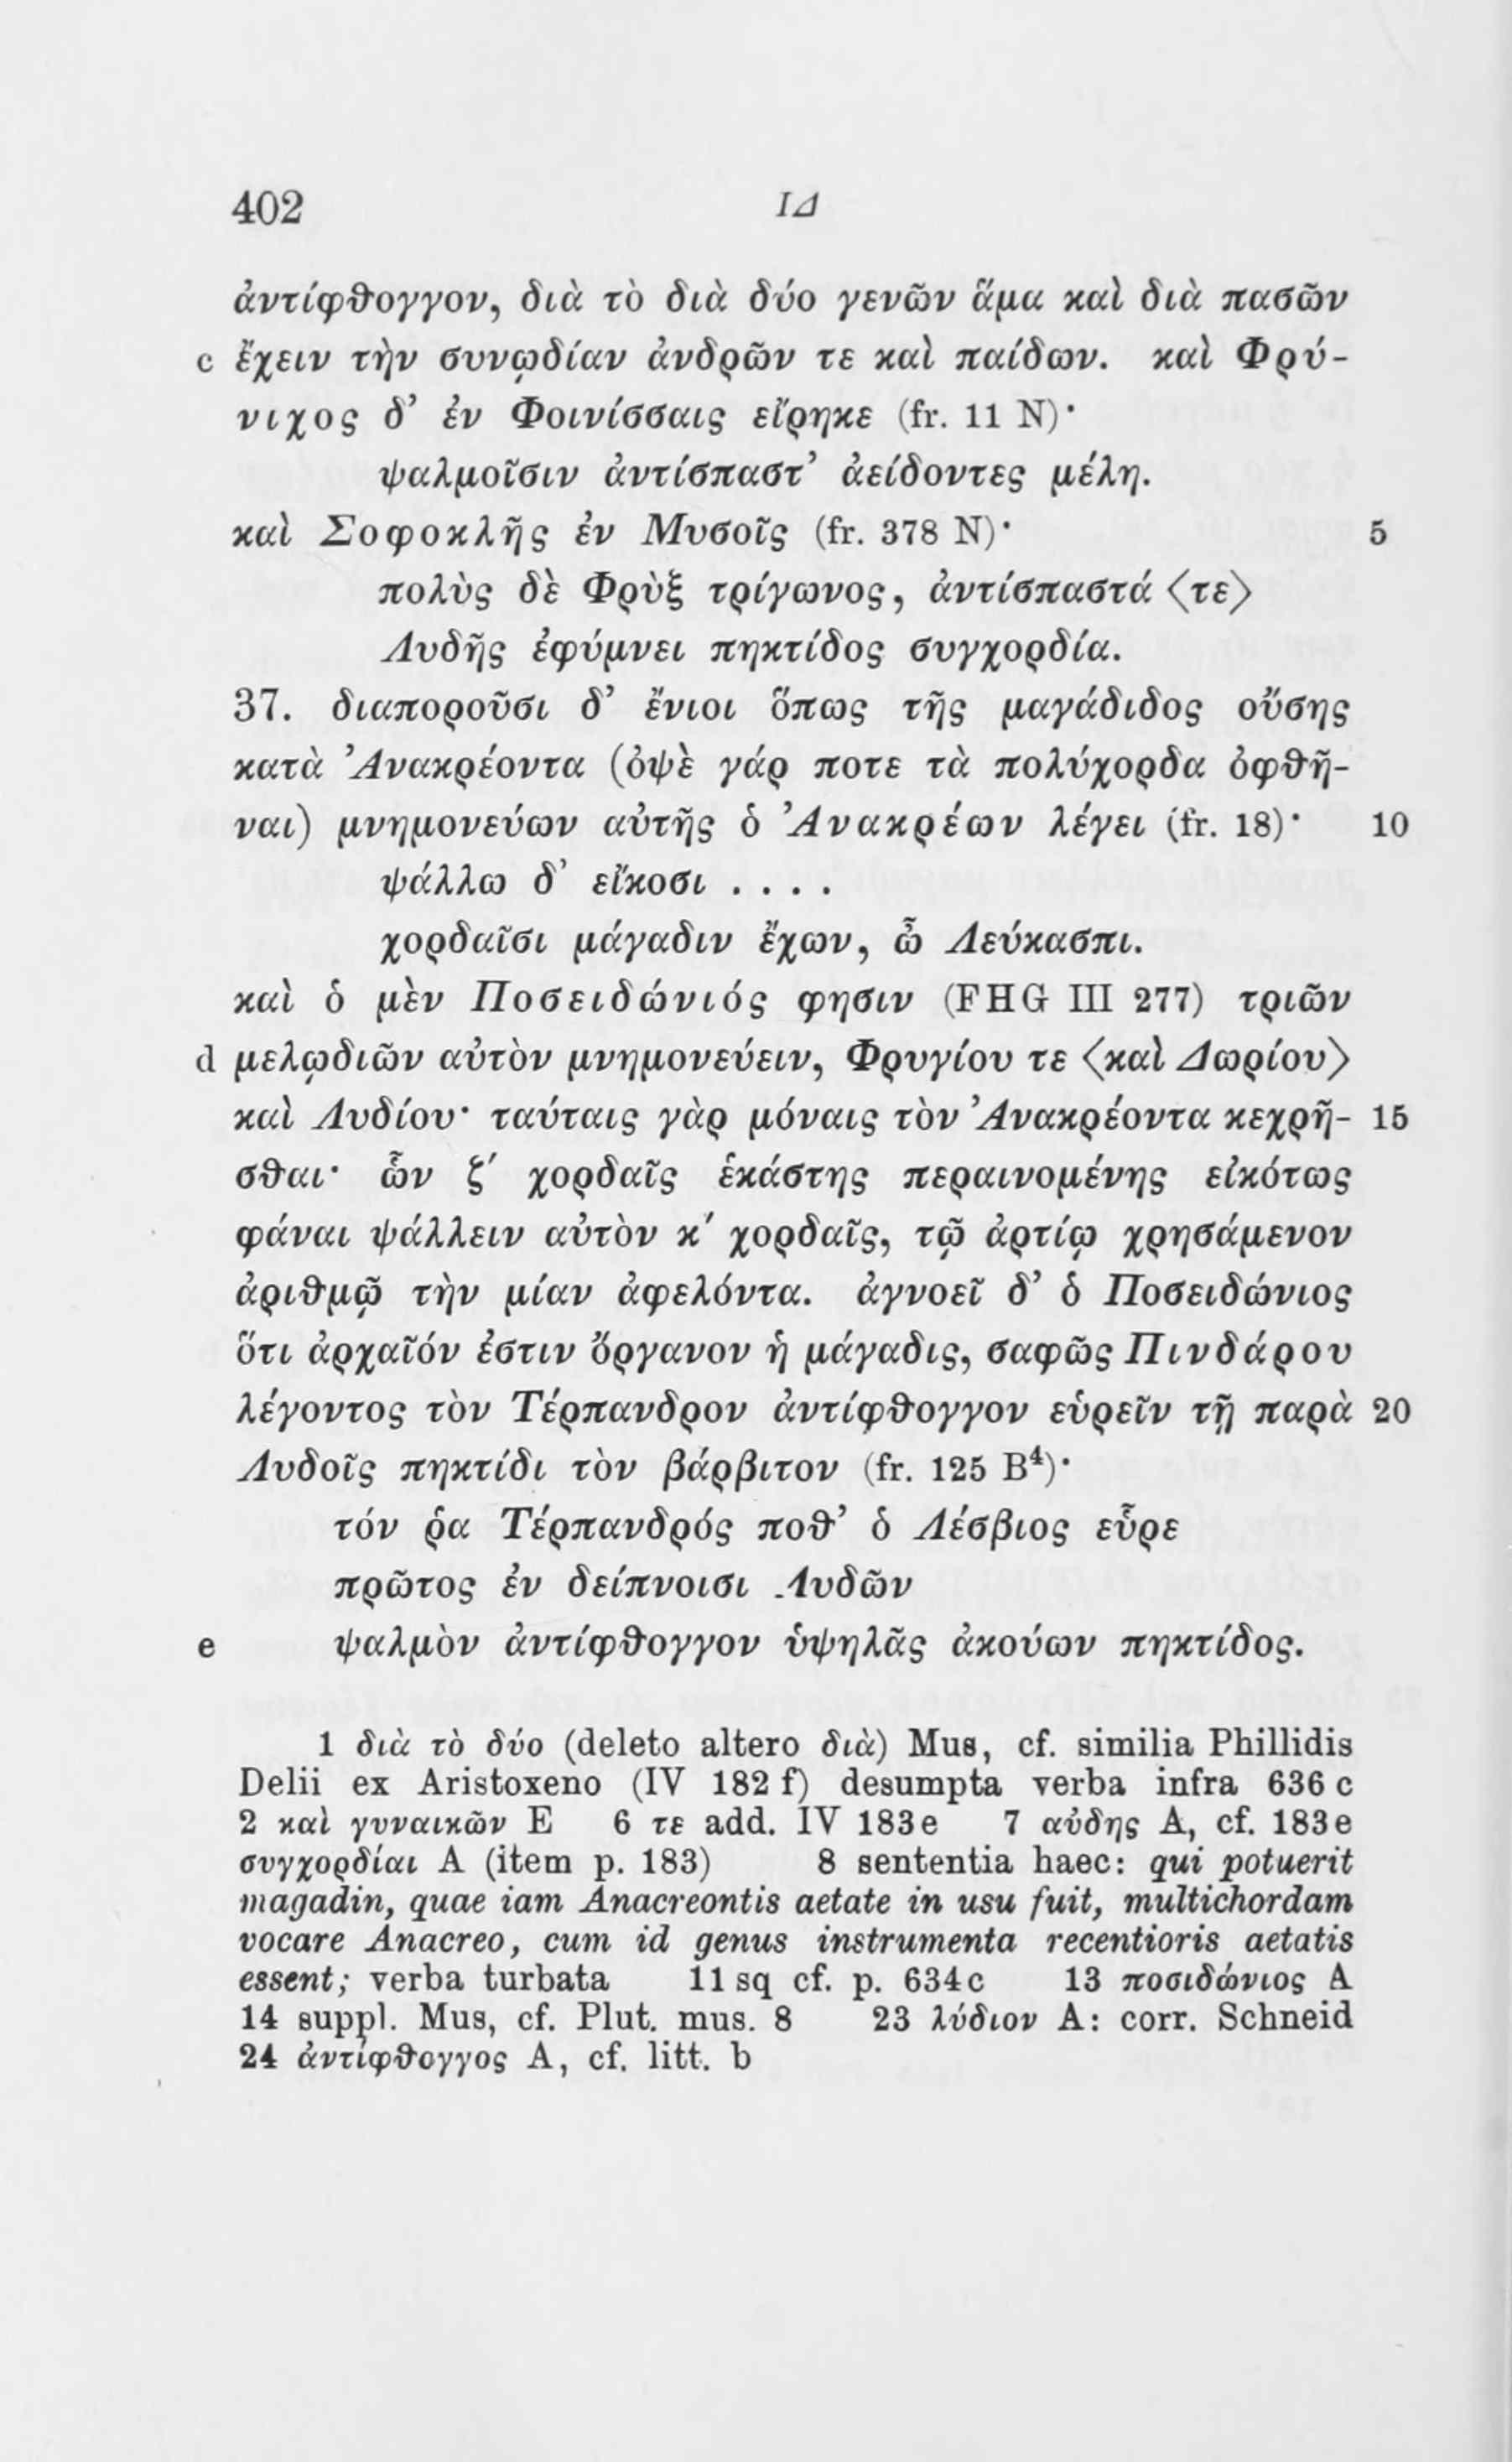 402 ΙΔ
ἀντίφθογγον, διὰ τὸ διὰ δύο γενῶν ἅμα καὶ διὰ πασῶν
c ἔχειν τὴν συνῳδίαν ἀνδρῶν τε καὶ παίδων. καὶ Φρύ-
νιχος δ’ ἐν Φοινίσσαις εἴρηκε (fr. 11 N)·
ψαλμοῖσιν ἀντίσπαστ’ ἀείδοντες μέλη.
καὶ Σοφοκλῆς ἐν Μυσοῖς (fr. 378 N)· 5
πολὺς δὲ Φρὺξ τρίγωνος, ἀντίσπαστά ⟨τε⟩
Λυδῆς ἐφύμνει πηκτίδος συγχορδία.
37. διαποροῦσι δ’ ἔνιοι ὅπως τῆς μαγάδιδος οὔσης
κατὰ Ἀνακρέοντα (ὀψὲ γάρ ποτε τὰ πολύχορδα ὀφθῆ-
ναι) μνημονεύων αὐτῆς ὁ Ἀνακρέων λέγει (fr. 18)· 10
ψάλλω δ’ εἴκοσι . . . .
χορδαῖσι μάγαδιν ἔχων, ὦ Λεύκασπι.
καὶ ὁ μὲν Ποσειδώνιός φησιν (FHG III 277) τριῶν
d μελῳδιῶν αὐτὸν μνημονεύειν, Φρυγίου τε ⟨καὶ Δωρίου⟩
καὶ Λυδίου· ταύταις γὰρ μόναις τὸν Ἀνακρέοντα κεχρῆ- 15
σθαι· ὧν ζ′ χορδαῖς ἑκάστης περαινομένης εἰκότως
φάναι ψάλλειν αὐτὸν κ′ χορδαῖς, τῷ ἀρτίῳ χρησάμενον
ἀριθμῷ τὴν μίαν ἀφελόντα. ἀγνοεῖ δ’ ὁ Ποσειδώνιος
ὅτι ἀρχαῖόν ἐστιν ὄργανον ἡ μάγαδις, σαφῶς Πινδάρου
λέγοντος τὸν Τέρπανδρον ἀντίφθογγον εὑρεῖν τῇ παρὰ 20
Λυδοῖς πηκτίδι τὸν βάρβιτον (fr. 125 B⁴)·
τόν ῥα Τέρπανδρός ποθ’ ὁ Λέσβιος εὗρε
πρῶτος ἐν δείπνοισι Λυδῶν
e ψαλμὸν ἀντίφθογγον ὑψηλᾶς ἀκούων πηκτίδος.
1 διὰ τὸ δύο (deleto altero διὰ) Mus, cf. similia Phillidis
Delii ex Aristoxeno (IV 182 f) desumpta verba infra 636 c
2 καὶ γυναικῶν E 6 τε add. IV 183 e 7 αὐδης A, cf. 183 e
συγχορδίαι A (item p. 183) 8 sententia haec: qui potuerit
magadin, quae iam Anacreontis aetate in usu fuit, multichordam
vocare Anacreo, cum id genus instrumenta recentioris aetatis
essent; verba turbata 11 sq cf. p. 634 c 13 ποσιδώνιος A
14 suppl. Mus, cf. Plut. mus. 8 23 λύδιον A: corr. Schneid
24 ἀντίφθογγος A, cf. litt. b